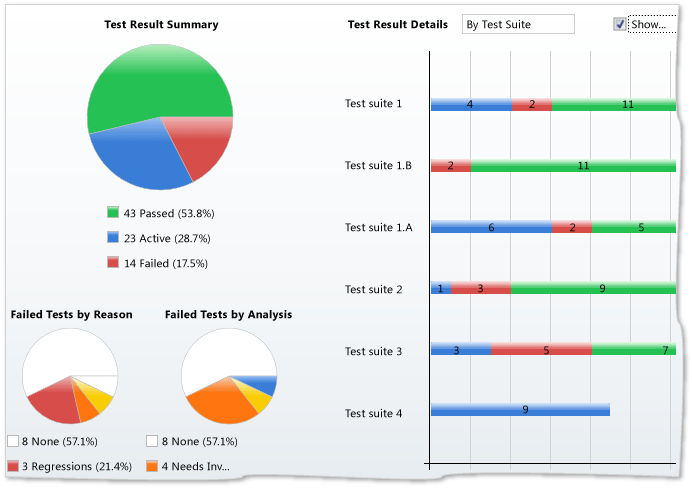 Test Result Summary
43 Passed (53.8%)
23 Active (28.7%)
14 Failed (17.5%)
Failed Tests by Reason
8 None (57.1%)
3 Regressions (21.4%)
Failed Tests by Analysis
8 None (57.1%)
4 Needs Inv...
Test Result Details
By Test Suite
Show...
Test suite 1
4 2 11
Test suite 1.B
2 11
Test suite 1.A
6 2 5
Test suite 2
1 3 9
Test suite 3
3 5 7
Test suite 4
9